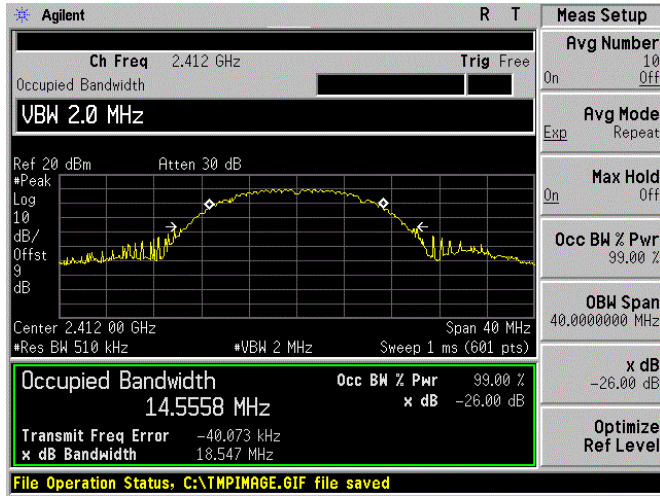 Agilent R T Meas Setup
Ch Freq 2.412 GHz Trig Free
Occupied Bandwidth
VBW 2.0 MHz
Ref 20 dBm Atten 30 dB
#Peak
Log
10
dB/
Offst
9
dB
Center 2.412 00 GHz Span 40 MHz
#Res BW 510 kHz #VBW 2 MHz Sweep 1 ms (601 pts)
Occupied Bandwidth Occ BW % Pwr 99.00 %
14.5558 MHz x dB -26.00 dB
Transmit Freq Error -40.073 kHz
x dB Bandwidth 18.547 MHz
File Operation Status, C:\TMPIMAGE.GIF file saved
Avg Number
10
On Off
Avg Mode
Exp Repeat
Max Hold
On Off
Occ BW % Pwr
99.00 %
OBW Span
40.0000000 MHz
x dB
-26.00 dB
Optimize
Ref Level